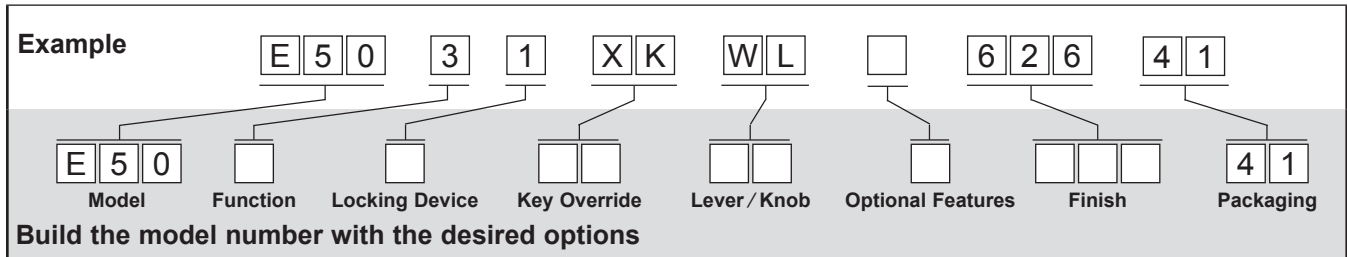 Example E50 3 1 XK WL 626 41
E50 41
Model Function Locking Device Key Override Lever / Knob Optional Features Finish Packaging
Build the model number with the desired options